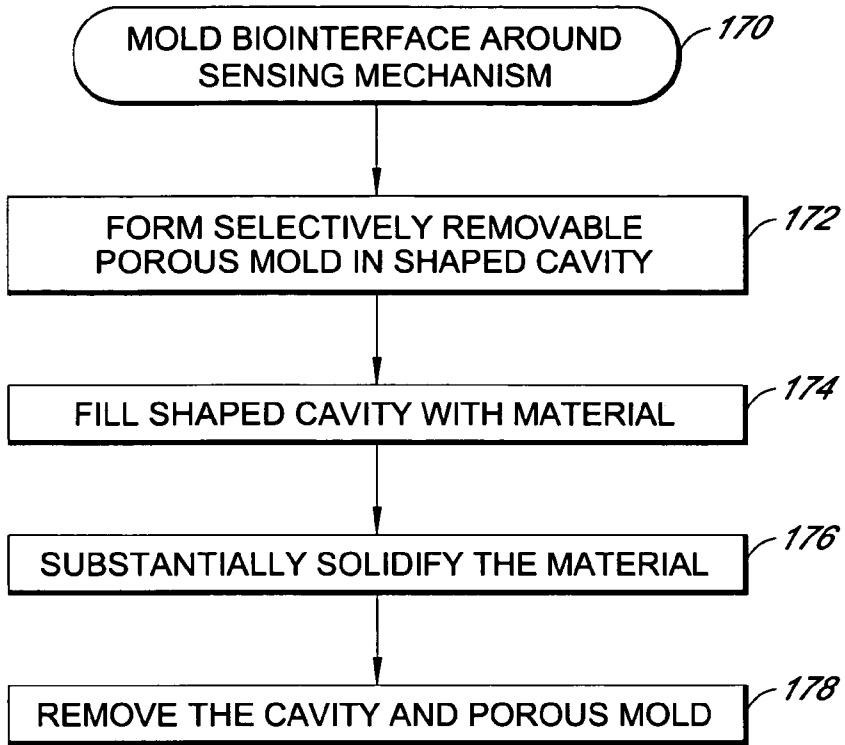 MOLD BIOINTERFACE AROUND
SENSING MECHANISM
170
FORM SELECTIVELY REMOVABLE
POROUS MOLD IN SHAPED CAVITY
172
FILL SHAPED CAVITY WITH MATERIAL
174
SUBSTANTIALLY SOLIDIFY THE MATERIAL
176
REMOVE THE CAVITY AND POROUS MOLD
178